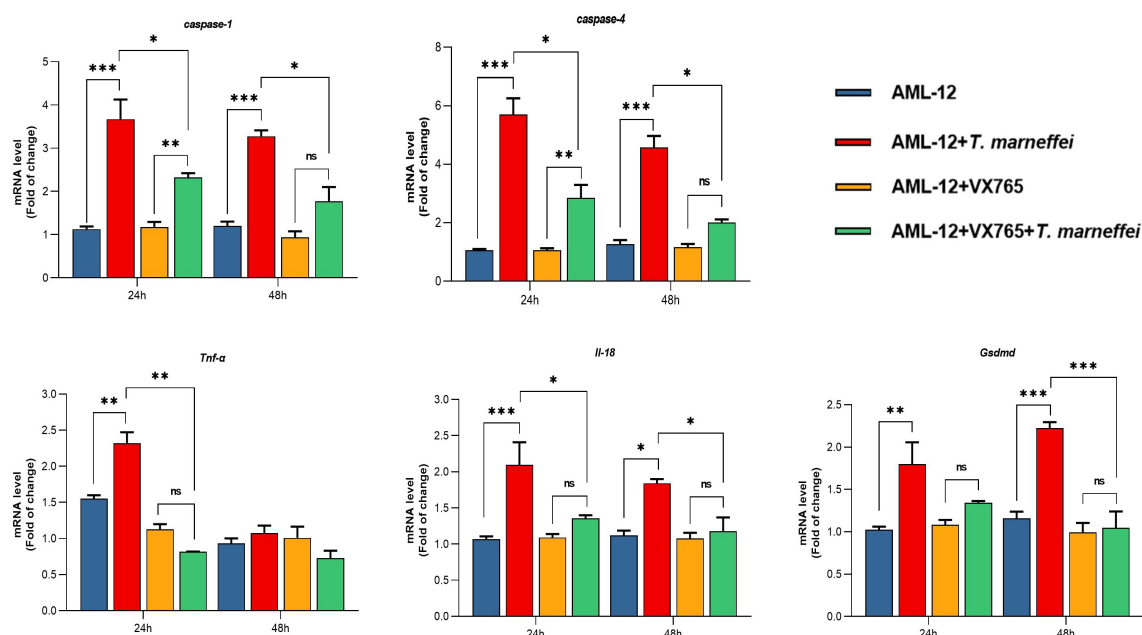 caspase-1
mRNA level
(Fold of change)
5
4
3
2
1
0
***
*
**
***
*
ns
24h
48h
caspase-4
mRNA level
(Fold of change)
8
6
4
2
0
***
*
**
***
*
ns
24h
48h
AML-12
AML-12+T. marneffei
AML-12+VX765
AML-12+VX765+T. marneffei
Tnf-α
mRNA level
(Fold of change)
3.0
2.5
2.0
1.5
1.0
0.5
0.0
**
**
ns
24h
48h
Il-18
mRNA level
(Fold of change)
3.0
2.5
2.0
1.5
1.0
0.5
0.0
***
*
ns
*
*
ns
24h
48h
Gsdmd
mRNA level
(Fold of change)
2.5
2.0
1.5
1.0
0.5
0.0
**
ns
***
***
ns
24h
48h